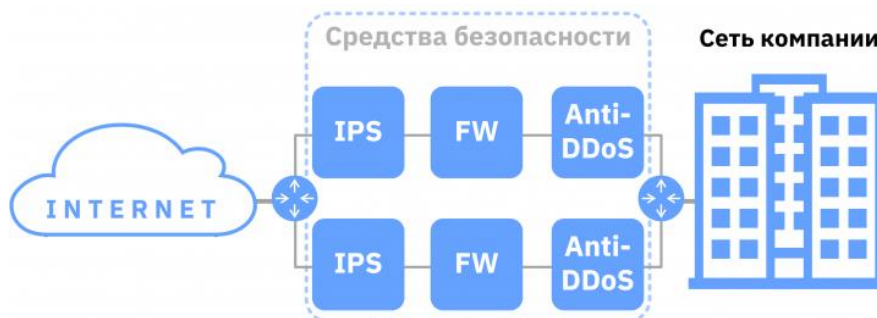 Средства безопасности
Сеть компании
IPS
FW
Anti-
DDoS
INTERNET
IPS
FW
Anti-
DDoS